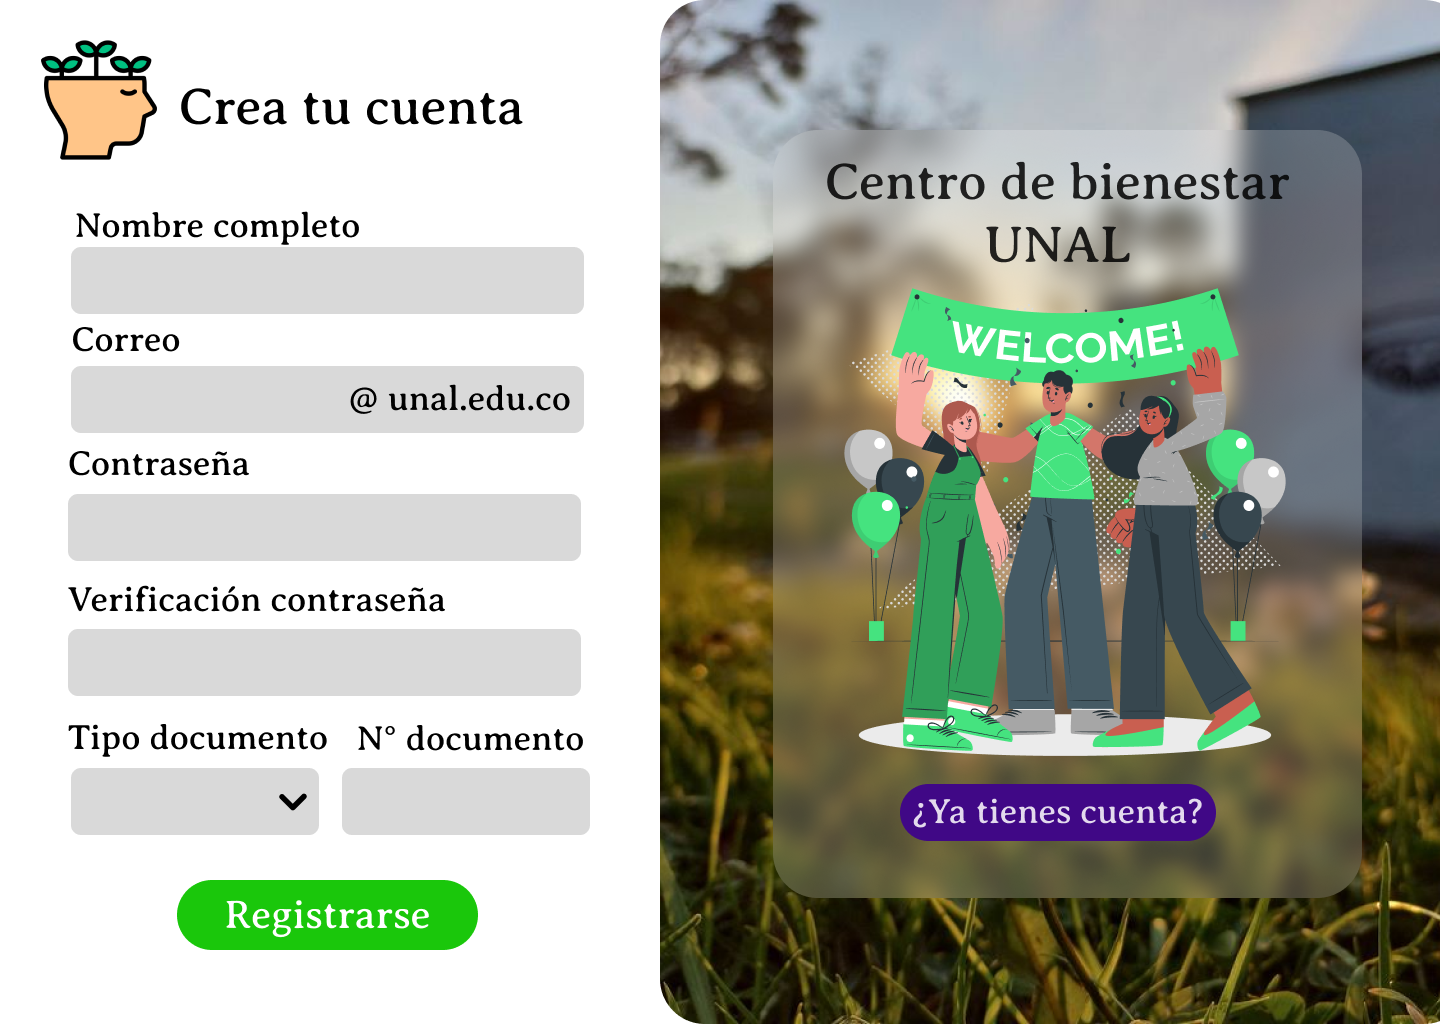 Crea tu cuenta
Nombre completo
Correo
@ unal.edu.co
Contraseña
Verificación contraseña
Tipo documento
N° documento
Registrarse
Centro de bienestar
UNAL
WELCOME!
¿Ya tienes cuenta?